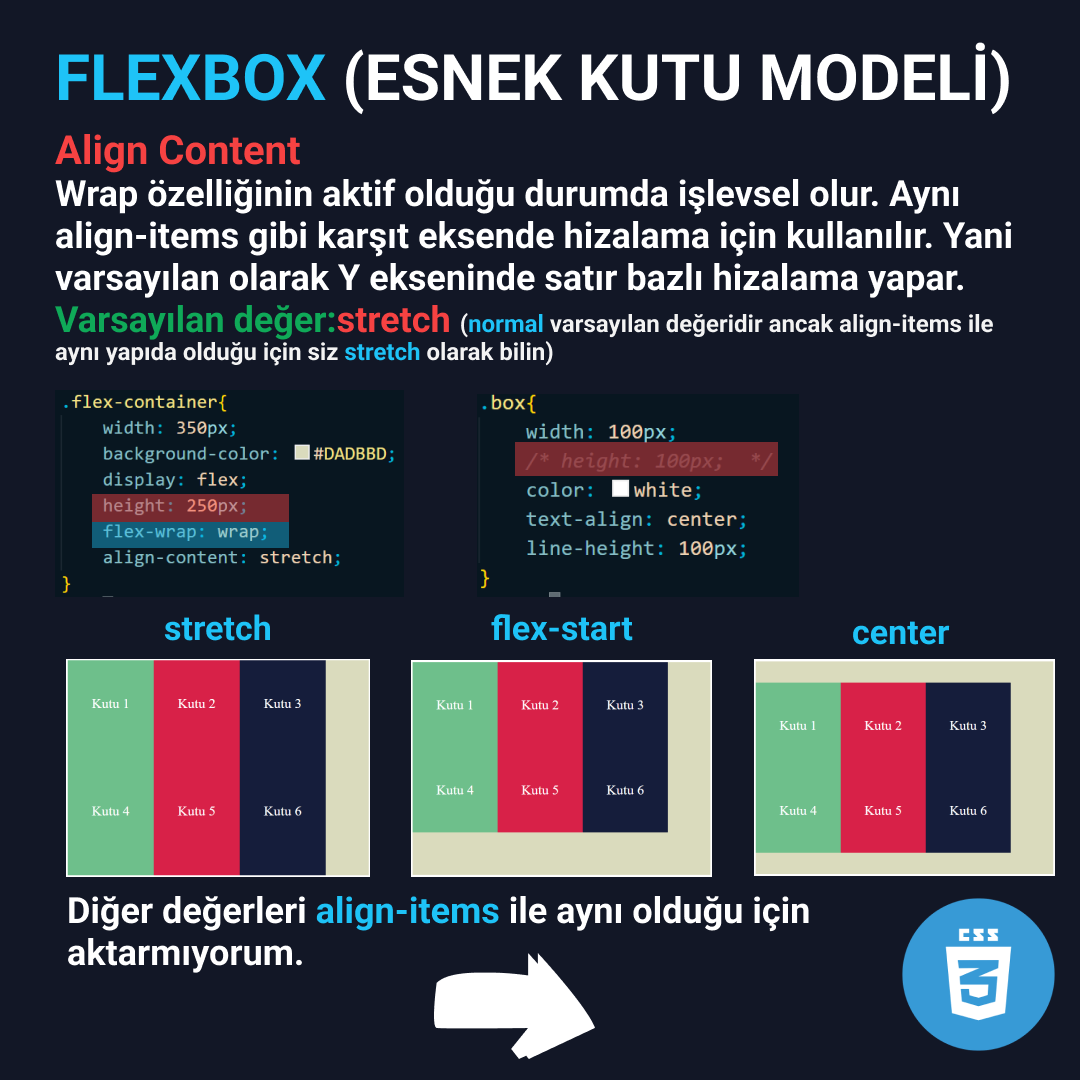 FLEXBOX (ESNEK KUTU MODELİ)
Align Content
Wrap özelliğinin aktif olduğu durumda işlevsel olur. Aynı
align-items gibi karşıt eksende hizalama için kullanılır. Yani
varsayılan olarak Y ekseninde satır bazlı hizalama yapar.
Varsayılan değer:stretch (normal varsayılan değeridir ancak align-items ile
aynı yapıda olduğu için siz stretch olarak bilin)
.flex-container{
width: 350px;
background-color: #DADBBD;
display: flex;
height: 250px;
flex-wrap: wrap;
align-content: stretch;
}
.box{
width: 100px;
/* height: 100px; */
color: white;
text-align: center;
line-height: 100px;
}
stretch
Kutu 1 Kutu 2 Kutu 3
Kutu 4 Kutu 5 Kutu 6
flex-start
Kutu 1 Kutu 2 Kutu 3
Kutu 4 Kutu 5 Kutu 6
center
Kutu 1 Kutu 2 Kutu 3
Kutu 4 Kutu 5 Kutu 6
Diğer değerleri align-items ile aynı olduğu için
aktarmıyorum.
CSS
3